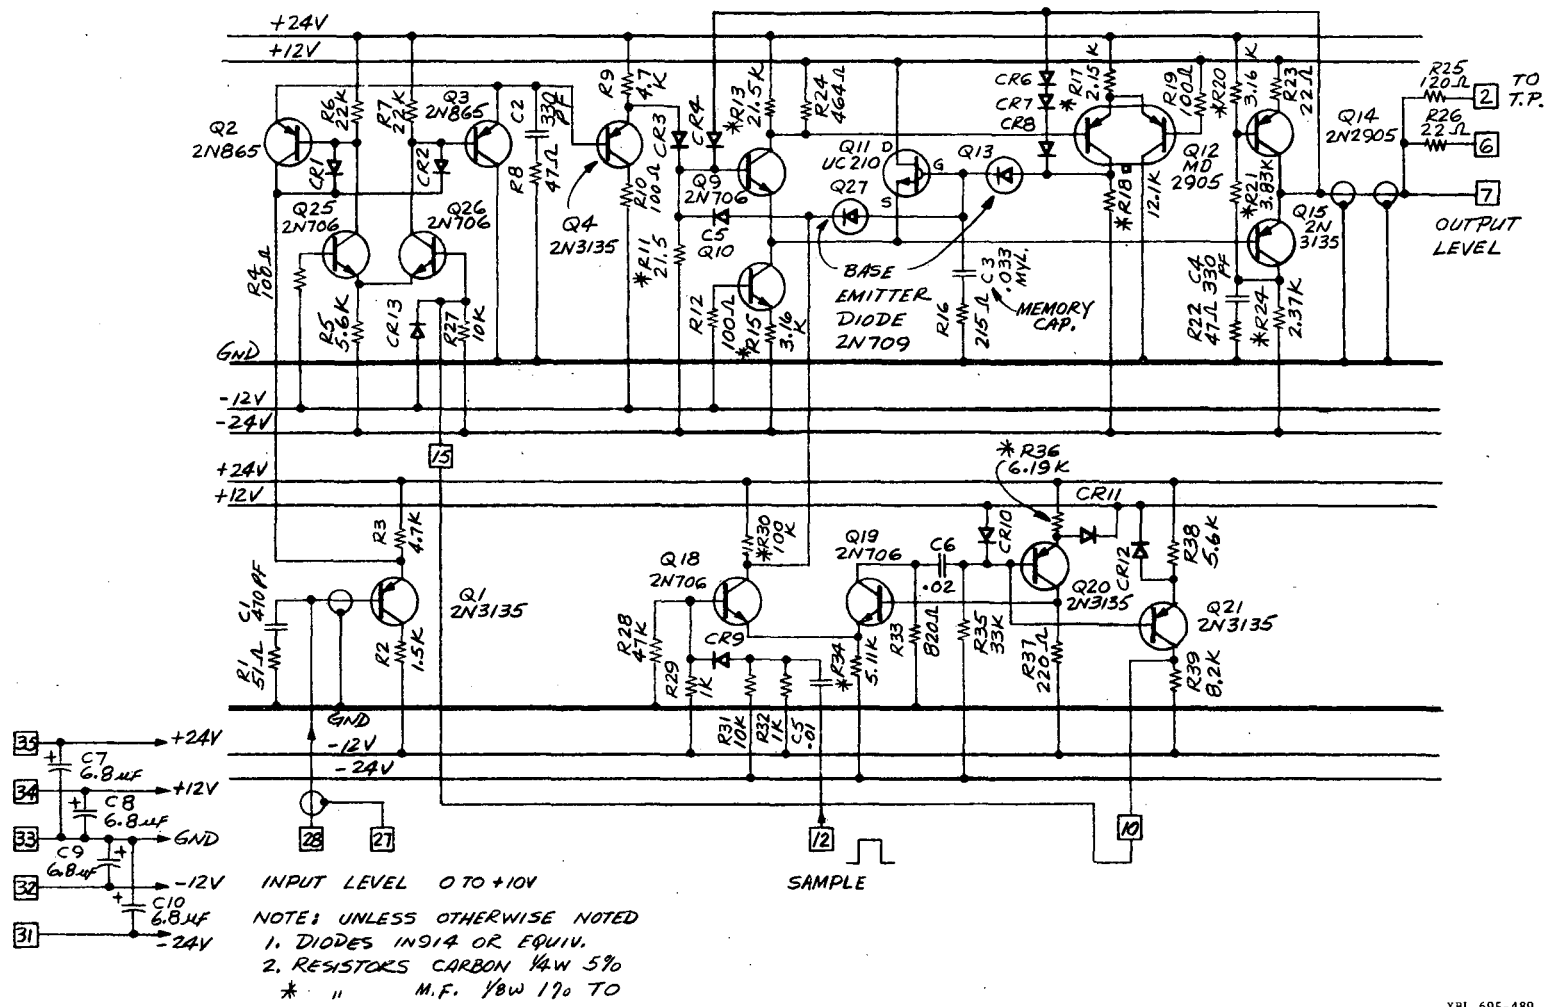 +24V
+12V
Q2
2N865
R6
22K
R7
22K
Q3
2N865
CR1
CR2
C2
330
PF
R8
47Ω
Q4
2N3135
R9
4.7
K
R10
100Ω
CR3
CR4
*R11
21.5
*R13
21.5K
Q9
2N706
C5
Q10
R12
100Ω
*R15
3.16
K
R24
464Ω
Q11
UC210
D
G
S
Q13
Q27
BASE
EMITTER
DIODE
2N709
CR6
CR7
CR8
*R17
2.15K
R19
100Ω
Q12
MD
2905
*R18
12.1K
C3
.033
MYL.
MEMORY
CAP.
R16
215Ω
*R20
3.16K
R23
22Ω
Q14
2N2905
*R21
3.83K
Q15
2N
3135
C4
330
PF
R22
47Ω
*R24
2.37K
R25
120Ω
2
TO
T.P.
R26
22Ω
6
7
OUTPUT
LEVEL
Q25
2N706
Q26
2N706
R4
100Ω
R5
5.6K
CR13
R27
10K
GND
-12V
-24V
15
+24V
+12V
R3
4.7K
C1
470PF
R1
51Ω
Q1
2N3135
R2
1.5K
GND
-12V
-24V
Q18
2N706
*R30
100
K
Q19
2N706
C6
.02
CR10
*R36
6.19K
CR11
CR12
R38
5.6K
Q20
2N3135
Q21
2N3135
R28
47K
CR9
R29
1K
R31
10K
R32
1K
C5
.01
*R34
5.11K
R33
820Ω
R35
33K
R37
220Ω
R39
8.2K
35
+24V
+
C7
6.8uF
34
+12V
+
C8
6.8uF
33
GND
C9
6.8uF
+
32
-12V
+
C10
6.8uF
31
-24V
28
27
12
10
INPUT LEVEL 0 TO +10V
SAMPLE
NOTE: UNLESS OTHERWISE NOTED
1. DIODES IN914 OR EQUIV.
2. RESISTORS CARBON 1/4W 5%
* " M.F. 1/8W 1% TO
XBL 695-489